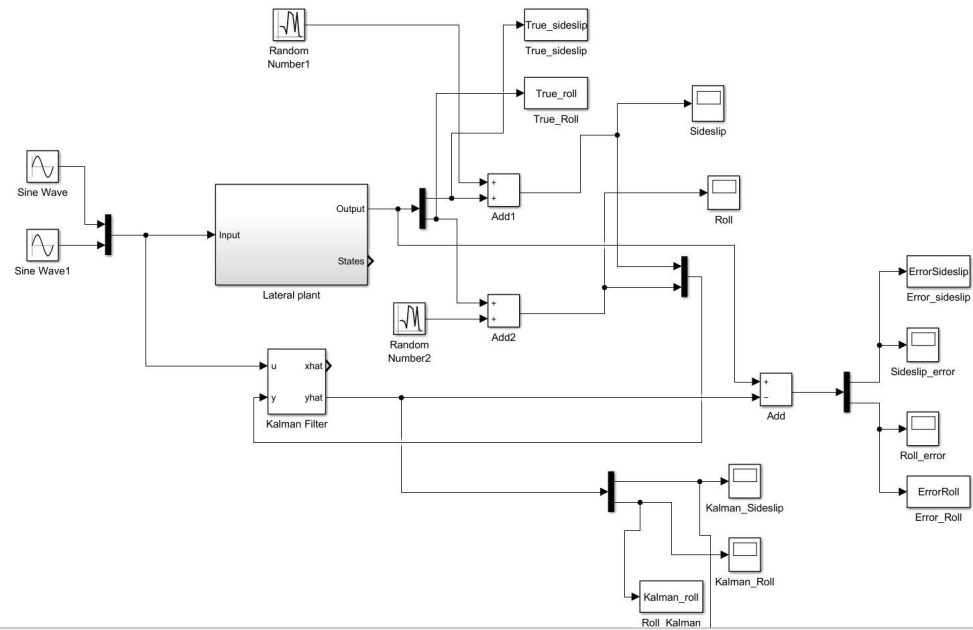 Random
Number1
True_sideslip
True_sideslip
True_roll
True_Roll
Sideslip
Sine Wave
Sine Wave1
Input
Output
States
Lateral plant
+
+
Add1
Roll
Random
Number2
+
+
Add2
ErrorSideslip
Error_sideslip
Sideslip_error
u
y
xhat
yhat
Kalman Filter
+
−
Add
Roll_error
ErrorRoll
Error_Roll
Kalman_Sideslip
Kalman_Roll
Kalman_roll
Roll_Kalman